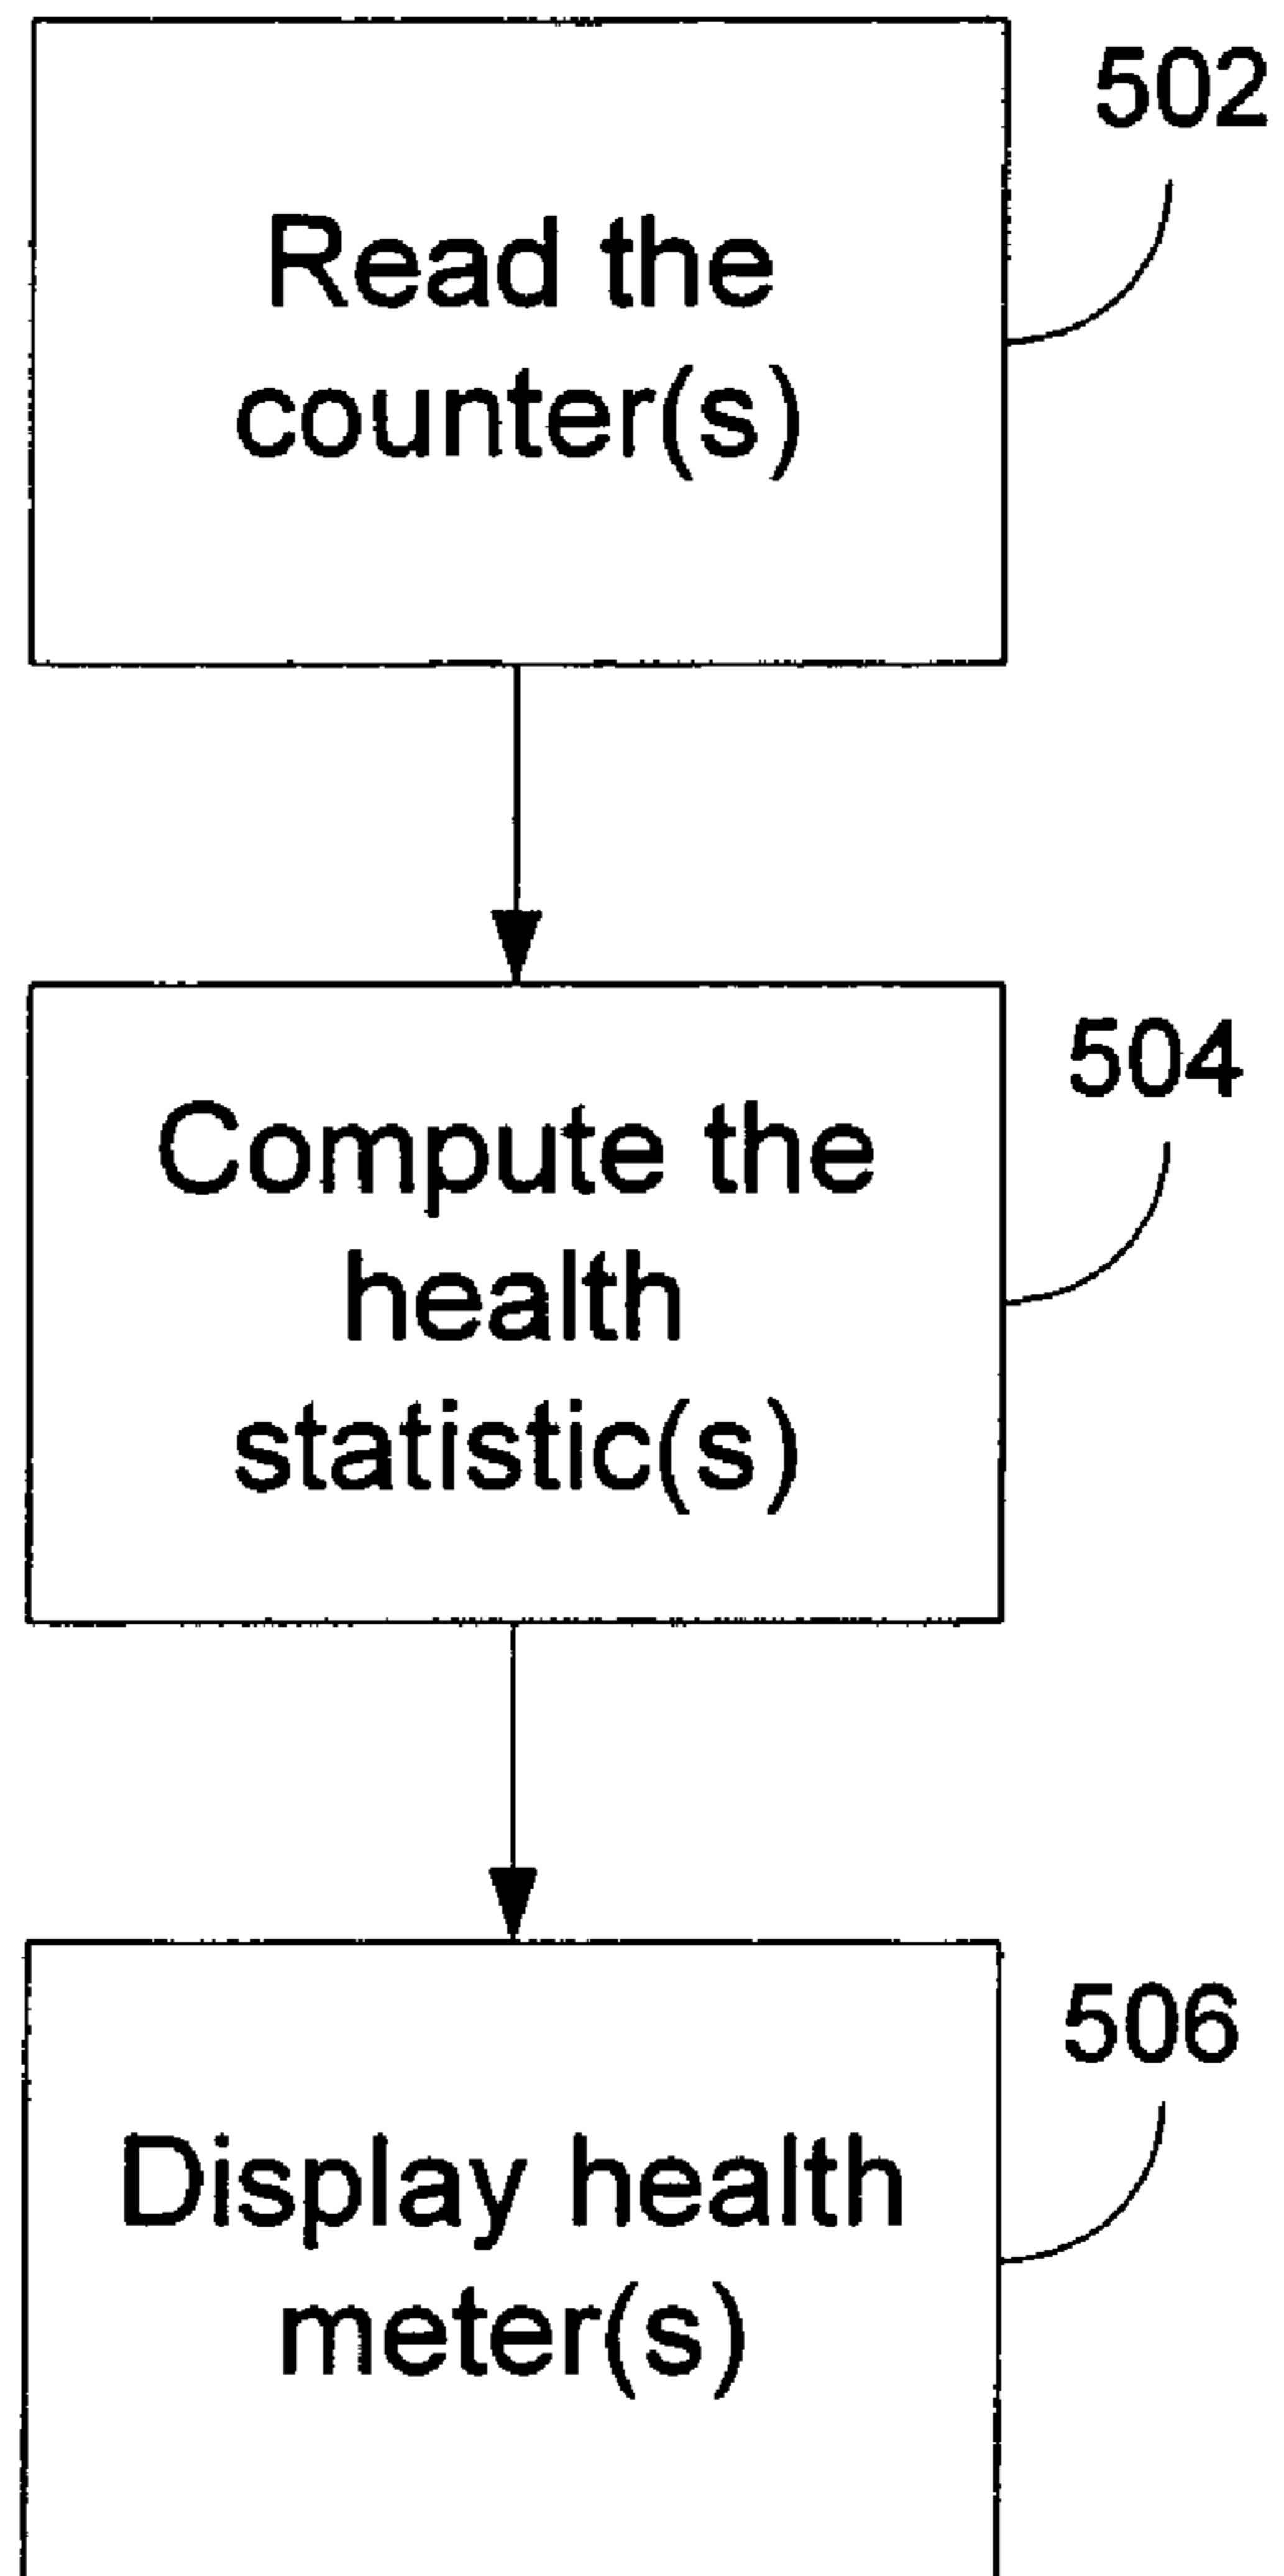 502
Read the
counter(s)
504
Compute the
health
statistic(s)
506
Display health
meter(s)